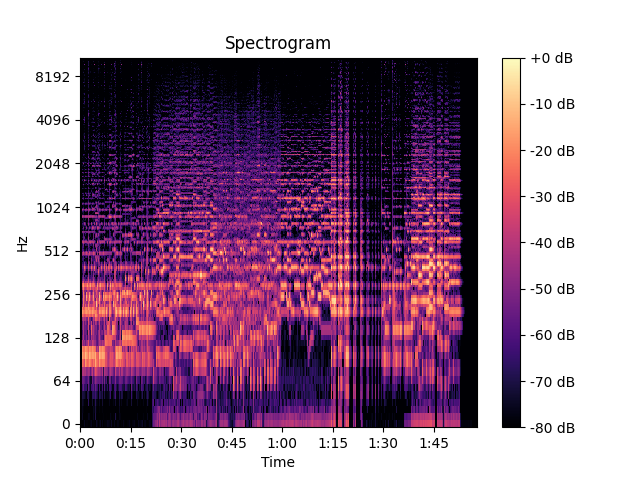 Spectrogram
8192
4096
2048
1024
512
256
128
64
0
Hz
0:00 0:15 0:30 0:45 1:00 1:15 1:30 1:45
Time
+0 dB
-10 dB
-20 dB
-30 dB
-40 dB
-50 dB
-60 dB
-70 dB
-80 dB